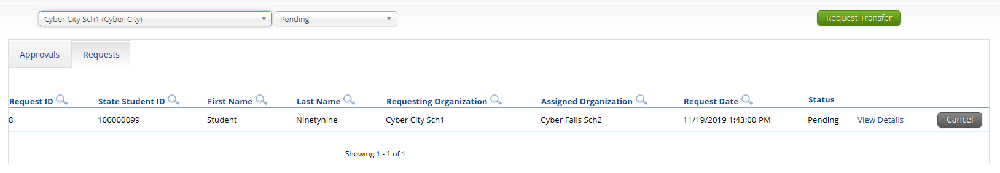 Cyber City Sch1 (Cyber City) Pending Request Transfer
Approvals Requests
Request ID State Student ID First Name Last Name Requesting Organization Assigned Organization Request Date Status
8 100000099 Student Ninetynine Cyber City Sch1 Cyber Falls Sch2 11/19/2019 1:43:00 PM Pending View Details Cancel
Showing 1 - 1 of 1